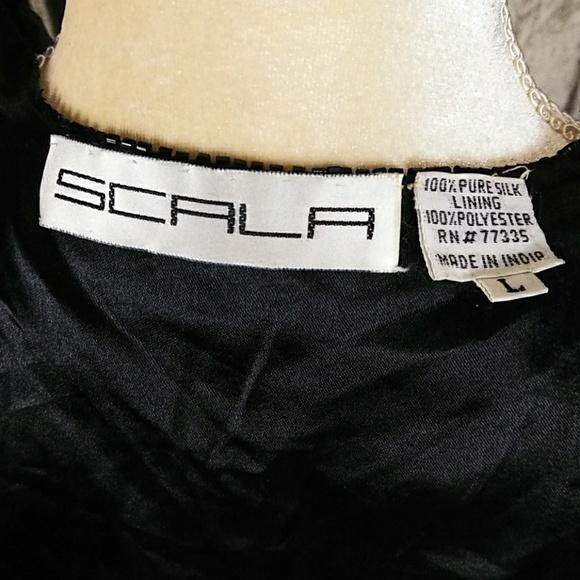 SCALA
100% PURE SILK
LINING
100% POLYESTER
RN # 77335
MADE IN INDIA
L